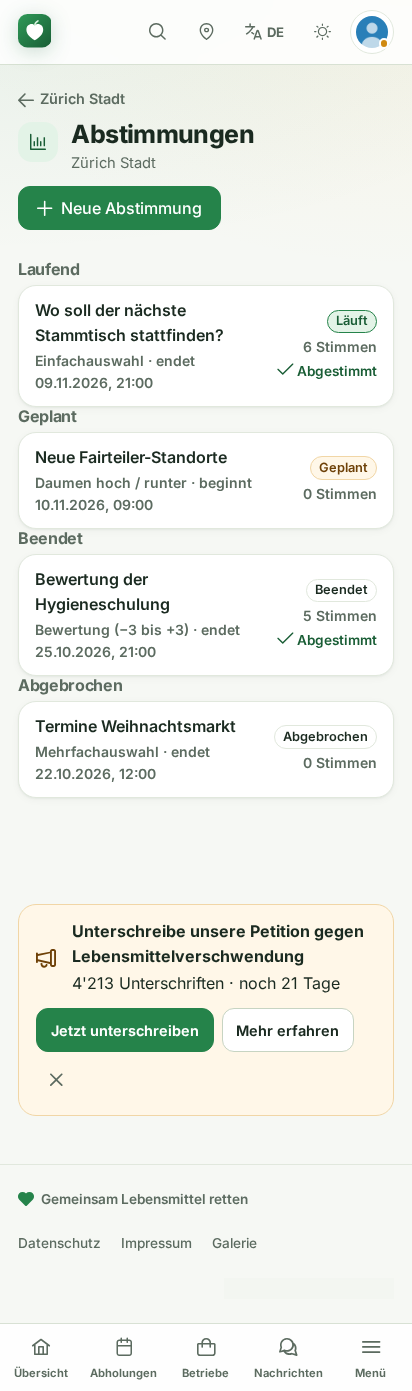 DE
Zürich Stadt
Abstimmungen
Zürich Stadt
Neue Abstimmung
Laufend
Wo soll der nächste
Stammtisch stattfinden?
Einfachauswahl · endet
09.11.2026, 21:00
Läuft
6 Stimmen
Abgestimmt
Geplant
Neue Fairteiler-Standorte
Daumen hoch / runter · beginnt
10.11.2026, 09:00
Geplant
0 Stimmen
Beendet
Bewertung der
Hygieneschulung
Bewertung (−3 bis +3) · endet
25.10.2026, 21:00
Beendet
5 Stimmen
Abgestimmt
Abgebrochen
Termine Weihnachtsmarkt
Mehrfachauswahl · endet
22.10.2026, 12:00
Abgebrochen
0 Stimmen
Unterschreibe unsere Petition gegen
Lebensmittelverschwendung
4'213 Unterschriften · noch 21 Tage
Jetzt unterschreiben
Mehr erfahren
Gemeinsam Lebensmittel retten
Datenschutz Impressum Galerie
Übersicht Abholungen Betriebe Nachrichten Menü